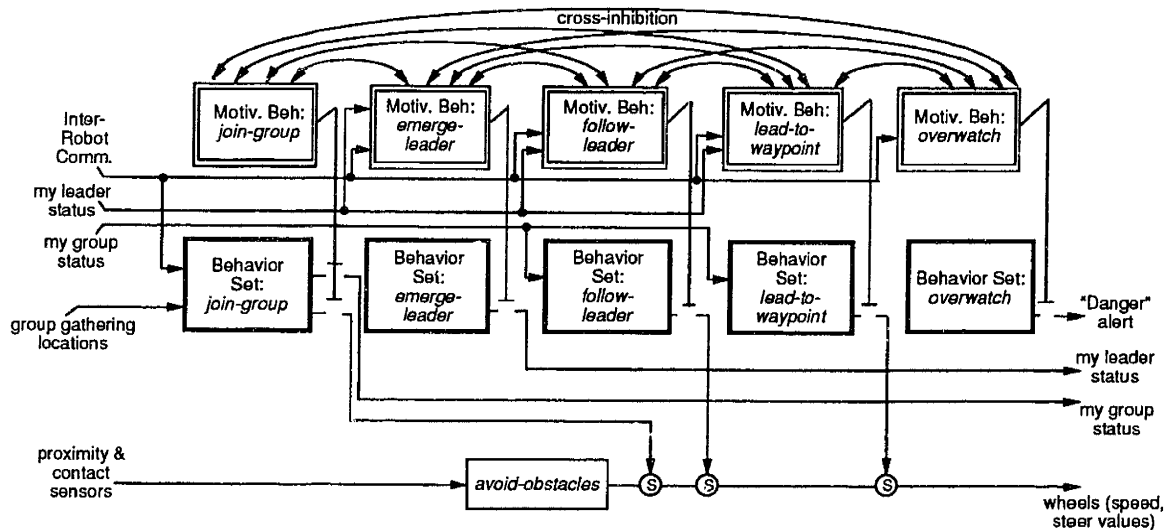 cross-inhibition
Motiv. Beh:
join-group
Motiv. Beh:
emerge-
leader
Motiv. Beh:
follow-
leader
Motiv. Beh:
lead-to-
waypoint
Motiv. Beh:
overwatch
Inter-
Robot
Comm.
my leader
status
my group
status
group gathering
locations
Behavior
Set:
join-group
Behavior
Set:
emerge-
leader
Behavior
Set:
follow-
leader
Behavior
Set:
lead-to-
waypoint
Behavior Set:
overwatch
"Danger"
alert
my leader
status
my group
status
proximity &
contact
sensors
avoid-obstacles
S
S
S
wheels (speed,
steer values)